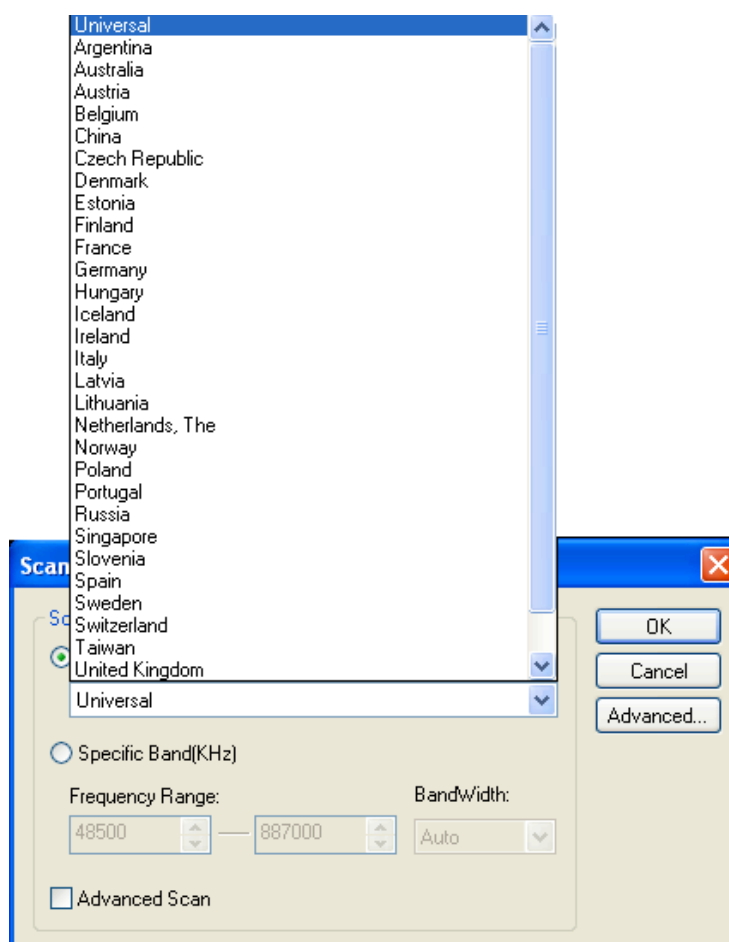 Universal
Argentina
Australia
Austria
Belgium
China
Czech Republic
Denmark
Estonia
Finland
France
Germany
Hungary
Iceland
Ireland
Italy
Latvia
Lithuania
Netherlands, The
Norway
Poland
Portugal
Russia
Singapore
Slovenia
Spain
Sweden
Switzerland
Taiwan
United Kingdom
Scan
OK
Cancel
Universal
Advanced...
Specific Band(KHz)
Frequency Range:
BandWidth:
48500
887000
Auto
Advanced Scan